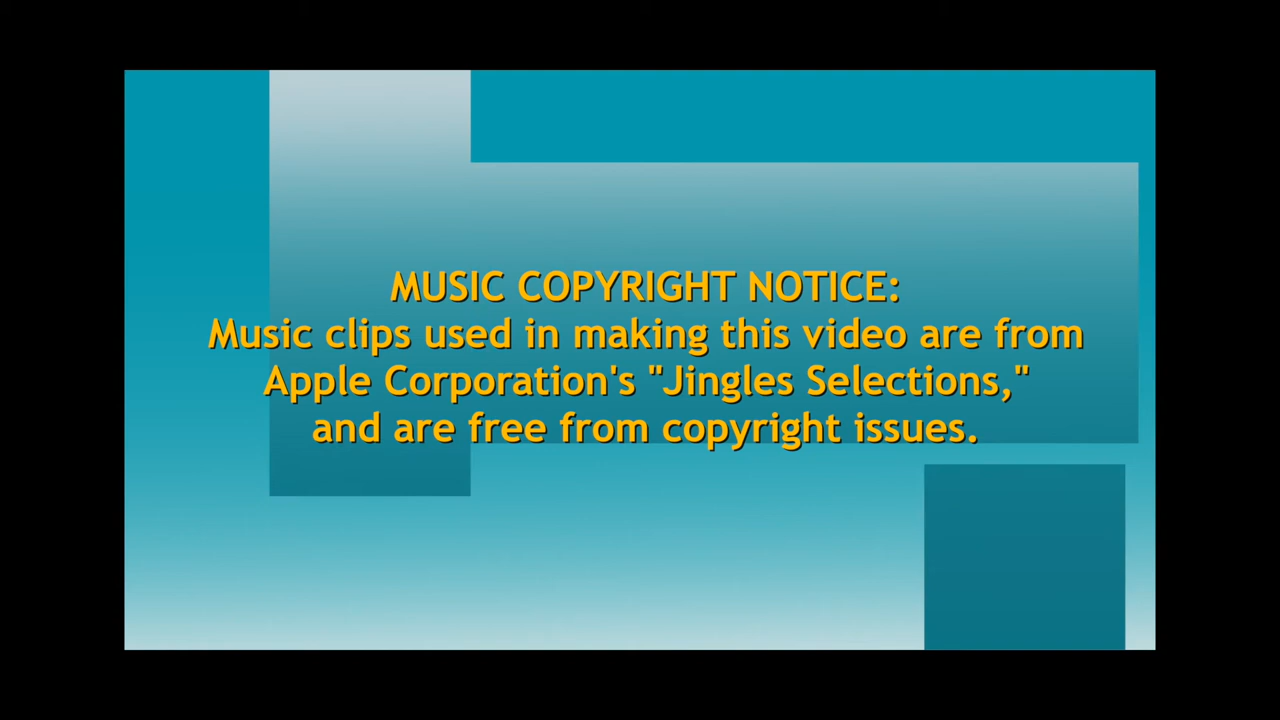 MUSIC COPYRIGHT NOTICE:
Music clips used in making this video are from
Apple Corporation's "Jingles Selections,"
and are free from copyright issues.